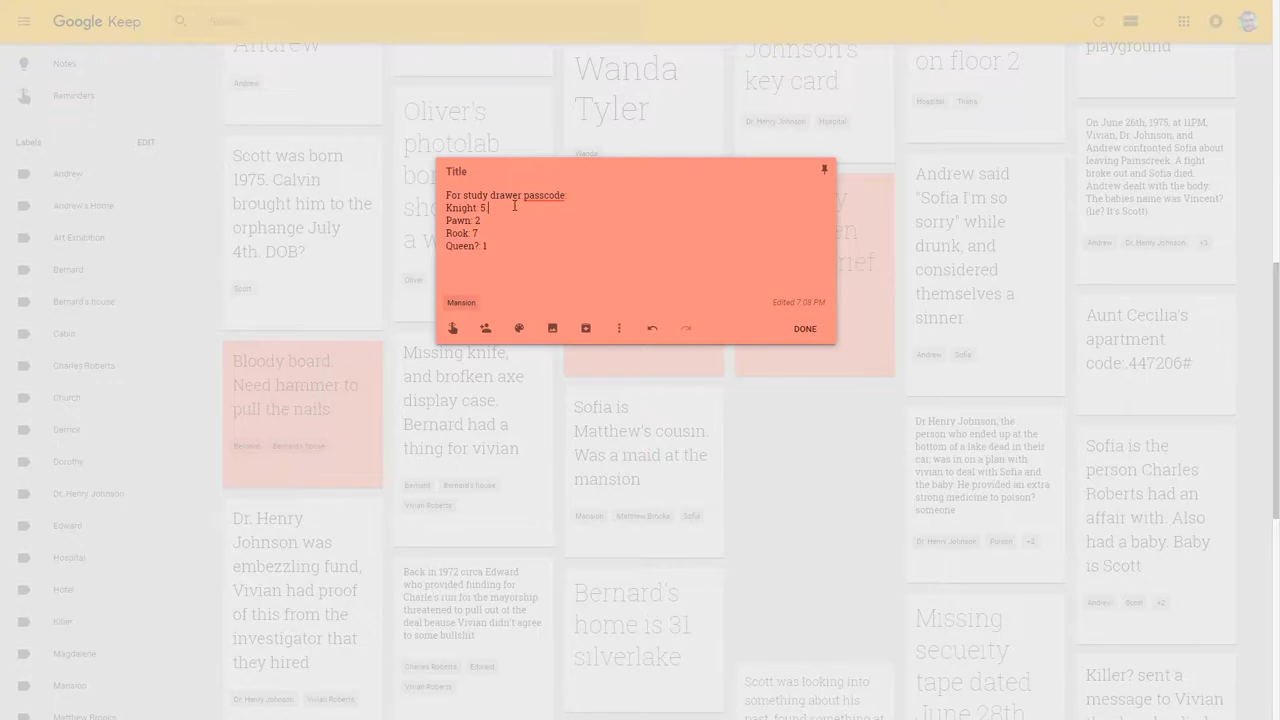 Google Keep
Search
Notes
Reminders
Labels
EDIT
Andrew
Andrew's Home
Art Exhibition
Bernard
Bernard's house
Cabin
Charles Roberts
Church
Derrick
Dorothy
Dr. Henry Johnson
Edward
Hospital
Hotel
Killer
Magdalene
Mansion
Matthew Brooks
Andrew
Andrew
Scott was born
1975. Calvin
brought him to the
orphange July
4th. DOB?
Scott
Bloody board.
Need hammer to
pull the nails
Bernard
Bernard's house
Dr. Henry
Johnson was
embezzling fund,
Vivian had proof
of this from the
investigator that
they hired
Dr. Henry Johnson
Vivian Roberts
Oliver's
photolab
Oliver
Missing knife,
and brofken axe
display case.
Bernard had a
thing for vivian
Bernard
Bernard's house
Vivian Roberts
Back in 1972 circa Edward
who provided funding for
Charle's run for the mayorship
threatened to pull out of the
deal beause Vivian didn't agree
to some bullshit
Charles Roberts
Edward
Vivian Roberts
Wanda
Tyler
Wanda
Title
For study drawer passcode:
Knight: 5
Pawn: 2
Rook: 7
Queen?: 1
Mansion
Edited 7:08 PM
DONE
Sofia is
Matthew's cousin.
Was a maid at the
mansion
Mansion
Matthew Brooks
Sofia
Bernard's
home is 31
silverlake
Johnson's
key card
Dr. Henry Johnson
Hospital
Scott was looking into
something about his
past, found something at
on floor 2
Hospital
Trishs
Andrew said
"Sofia I'm so
sorry" while
drunk, and
considered
themselves a
sinner
Andrew
Sofia
Dr Henry Johnson, the
person who ended up at the
bottom of a lake dead in their
car, was in on a plan with
vivian to deal with Sofia and
the baby. He provided an extra
strong medicine to poison?
someone
Dr. Henry Johnson
Poison
+2
Missing
secueity
tape dated
June 28th
playground
On June 26th, 1975, at 11PM,
Vivian, Dr. Johnson, and
Andrew confronted Sofia about
leaving Painscreek. A fight
broke out and Sofia died.
Andrew dealt with the body.
The babies name was Vincent?
(lie? It's Scott)
Andrew
Dr. Henry Johnson
+3
Aunt Cecilia's
apartment
code:.447206#
Sofia is the
person Charles
Roberts had an
affair with. Also
had a baby. Baby
is Scott
Andrew
Scott
+2
Killer? sent a
message to Vivian